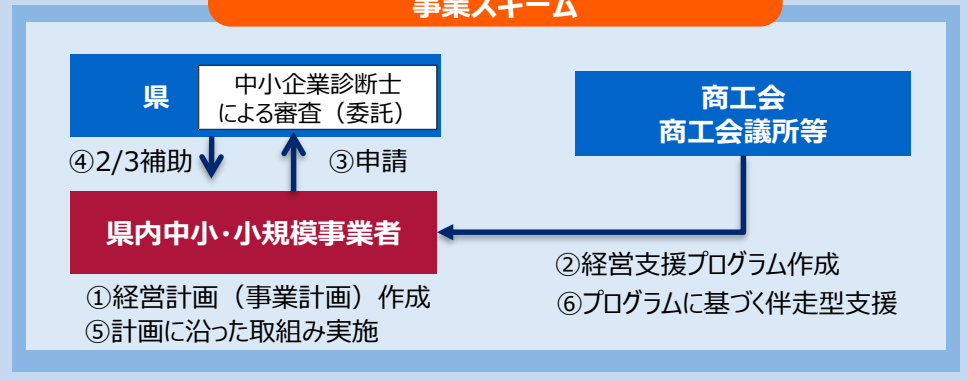 事業スキーム
県
中小企業診断士
による審査（委託）
商工会
商工会議所等
④2/3補助
③申請
県内中小・小規模事業者
②経営支援プログラム作成
⑥プログラムに基づく伴走型支援
①経営計画（事業計画）作成
⑤計画に沿った取組み実施